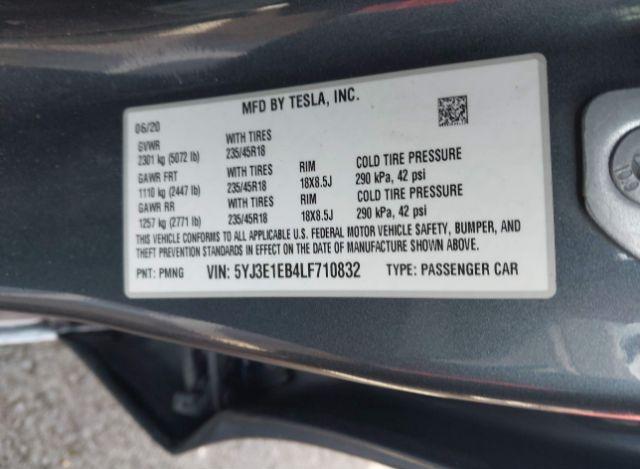 MFD BY TESLA, INC.
06/20
GVWR WITH TIRES
2301 kg (5072 lb) 235/45R18
GAWR FRT WITH TIRES RIM COLD TIRE PRESSURE
1110 kg (2447 lb) 235/45R18 18X8.5J 290 kPa, 42 psi
GAWR RR WITH TIRES RIM COLD TIRE PRESSURE
1257 kg (2771 lb) 235/45R18 18X8.5J 290 kPa, 42 psi
THIS VEHICLE CONFORMS TO ALL APPLICABLE U.S. FEDERAL MOTOR VEHICLE SAFETY, BUMPER, AND
THEFT PREVENTION STANDARDS IN EFFECT ON THE DATE OF MANUFACTURE SHOWN ABOVE.
PNT: PMNG VIN: 5YJ3E1EB4LF710832 TYPE: PASSENGER CAR